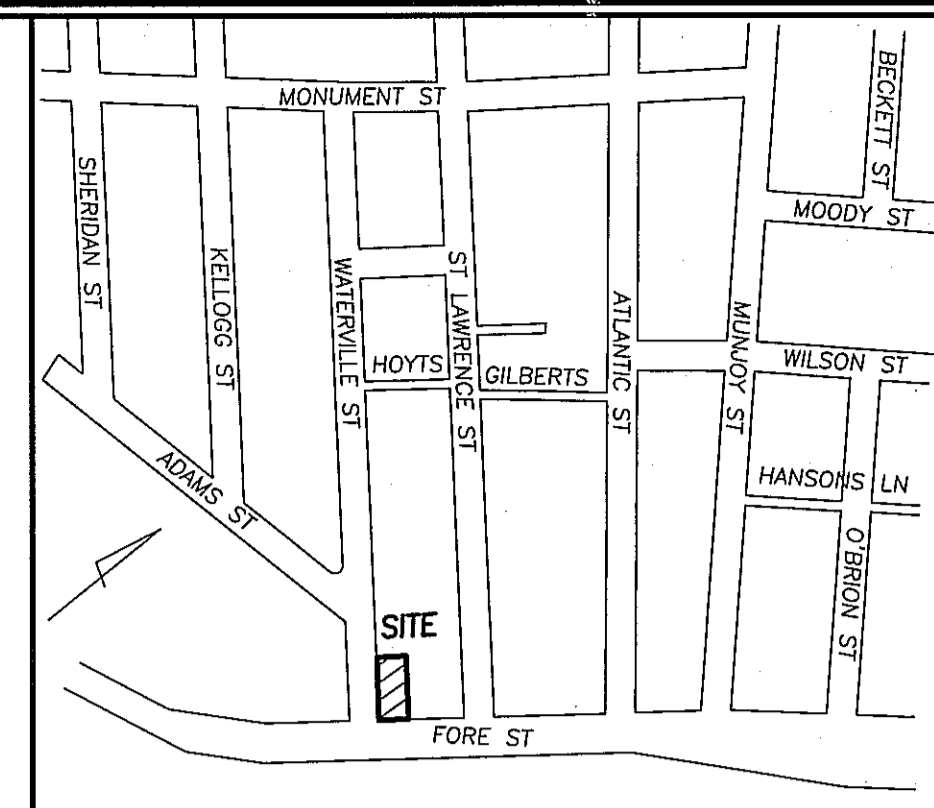 MONUMENT ST
BECKETT ST
MOODY ST
SHERIDAN ST
KELLOGG ST
WATERVILLE ST
ST LAWRENCE ST
ATLANTIC ST
MUNJOY ST
WILSON ST
HOYTS
GILBERTS
ADAMS ST
HANSONS LN
O'BRION ST
SITE
FORE ST